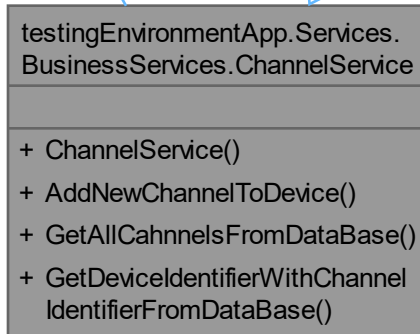 testingEnvironmentApp.Services.
BusinessServices.ChannelService
+ ChannelService()
+ AddNewChannelToDevice()
+ GetAllCahnnelsFromDataBase()
+ GetDeviceIdentifierWithChannel
IdentifierFromDataBase()